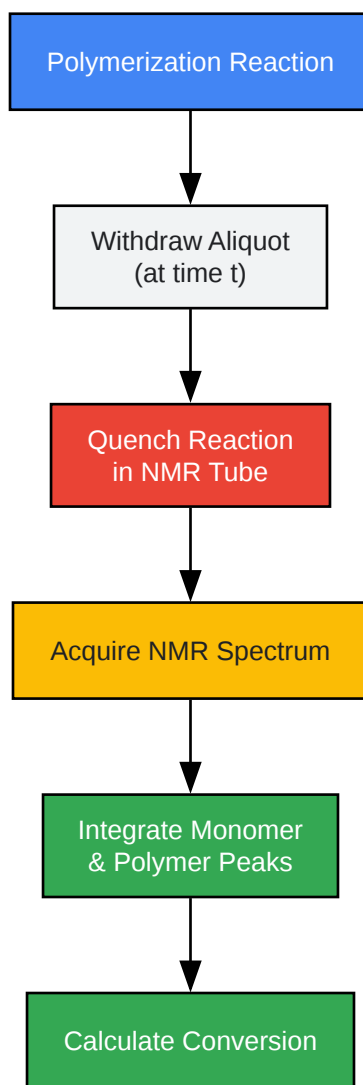 Polymerization Reaction
Withdraw Aliquot
(at time t)
Quench Reaction
in NMR Tube
Acquire NMR Spectrum
Integrate Monomer
& Polymer Peaks
Calculate Conversion